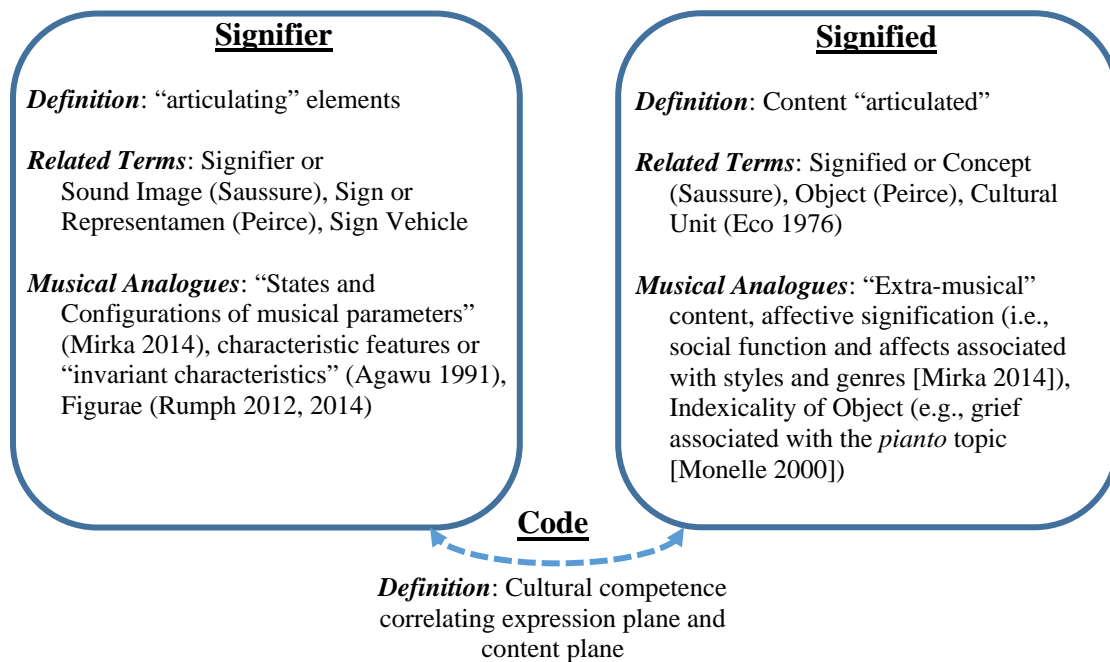 Signifier
Definition: “articulating” elements
Related Terms: Signifier or
Sound Image (Saussure), Sign or
Representamen (Peirce), Sign Vehicle
Musical Analogues: “States and
Configurations of musical parameters”
(Mirka 2014), characteristic features or
“invariant characteristics” (Agawu 1991),
Figurae (Rumph 2012, 2014)
Signified
Definition: Content “articulated”
Related Terms: Signified or Concept
(Saussure), Object (Peirce), Cultural
Unit (Eco 1976)
Musical Analogues: “Extra-musical”
content, affective signification (i.e.,
social function and affects associated
with styles and genres [Mirka 2014]),
Indexicality of Object (e.g., grief
associated with the pianto topic
[Monelle 2000])
Code
Definition: Cultural competence
correlating expression plane and
content plane